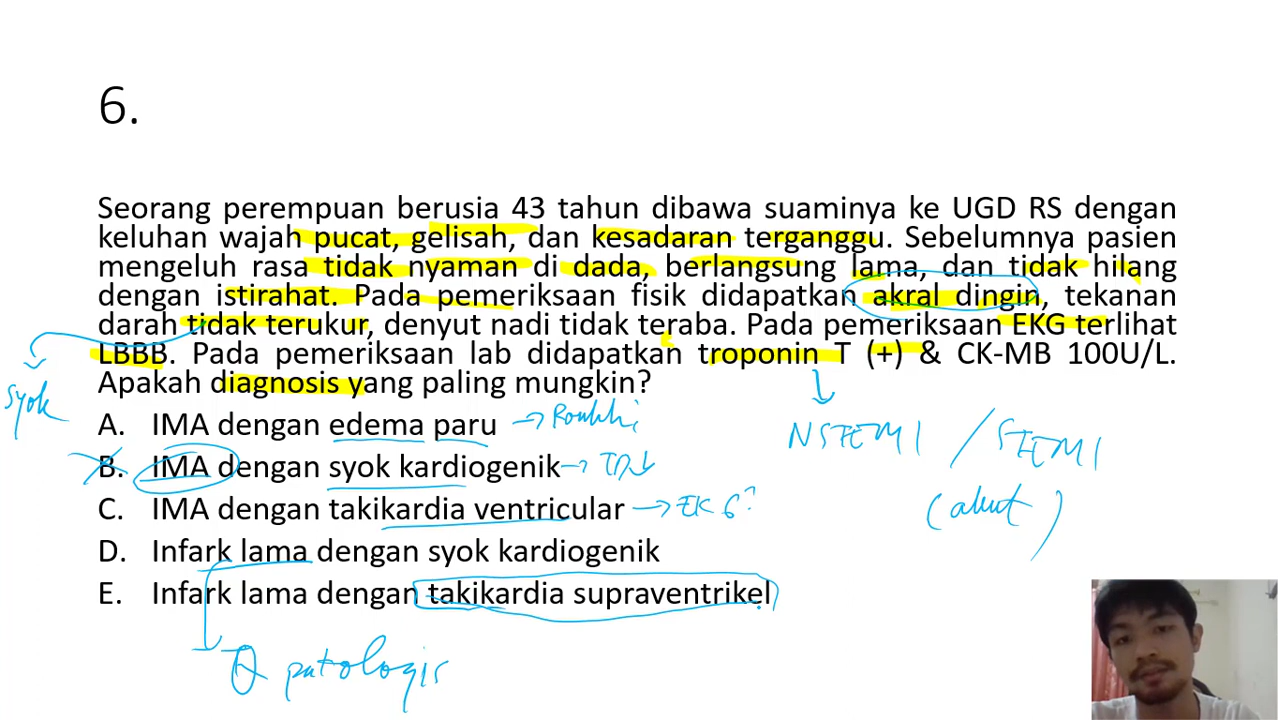 6.
Seorang perempuan berusia 43 tahun dibawa suaminya ke UGD RS dengan
keluhan wajah pucat, gelisah, dan kesadaran terganggu. Sebelumnya pasien
mengeluh rasa tidak nyaman di dada, berlangsung lama, dan tidak hilang
dengan istirahat. Pada pemeriksaan fisik didapatkan akral dingin, tekanan
darah tidak terukur, denyut nadi tidak teraba. Pada pemeriksaan EKG terlihat
LBBB. Pada pemeriksaan lab didapatkan troponin T (+) & CK-MB 100U/L.
Apakah diagnosis yang paling mungkin?
syok
A. IMA dengan edema paru → Ronkhi
NSTEMI / STEMI
B. IMA dengan syok kardiogenik → TD↓
C. IMA dengan takikardia ventricular → EKG?
(akut)
D. Infark lama dengan syok kardiogenik
E. Infark lama dengan takikardia supraventrikel
Q patologis